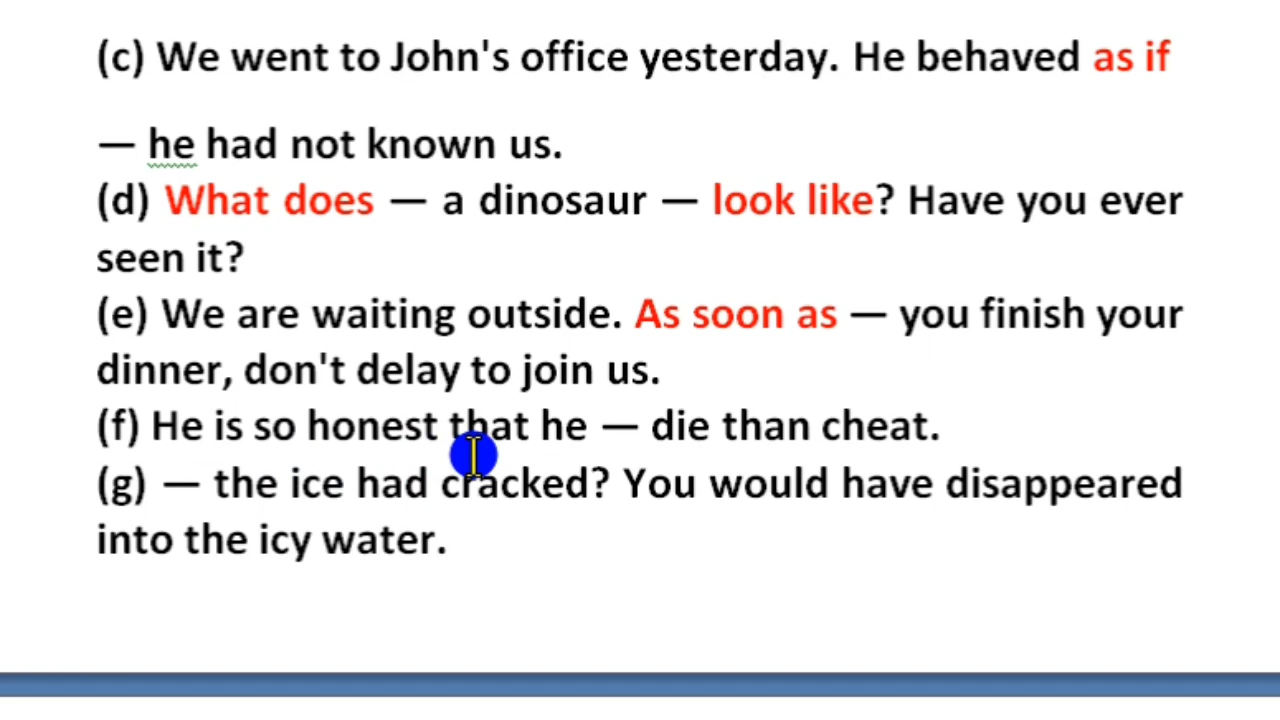 (c) We went to John's office yesterday. He behaved as if
— he had not known us.
(d) What does — a dinosaur — look like? Have you ever
seen it?
(e) We are waiting outside. As soon as — you finish your
dinner, don't delay to join us.
(f) He is so honest that he — die than cheat.
(g) — the ice had cracked? You would have disappeared
into the icy water.